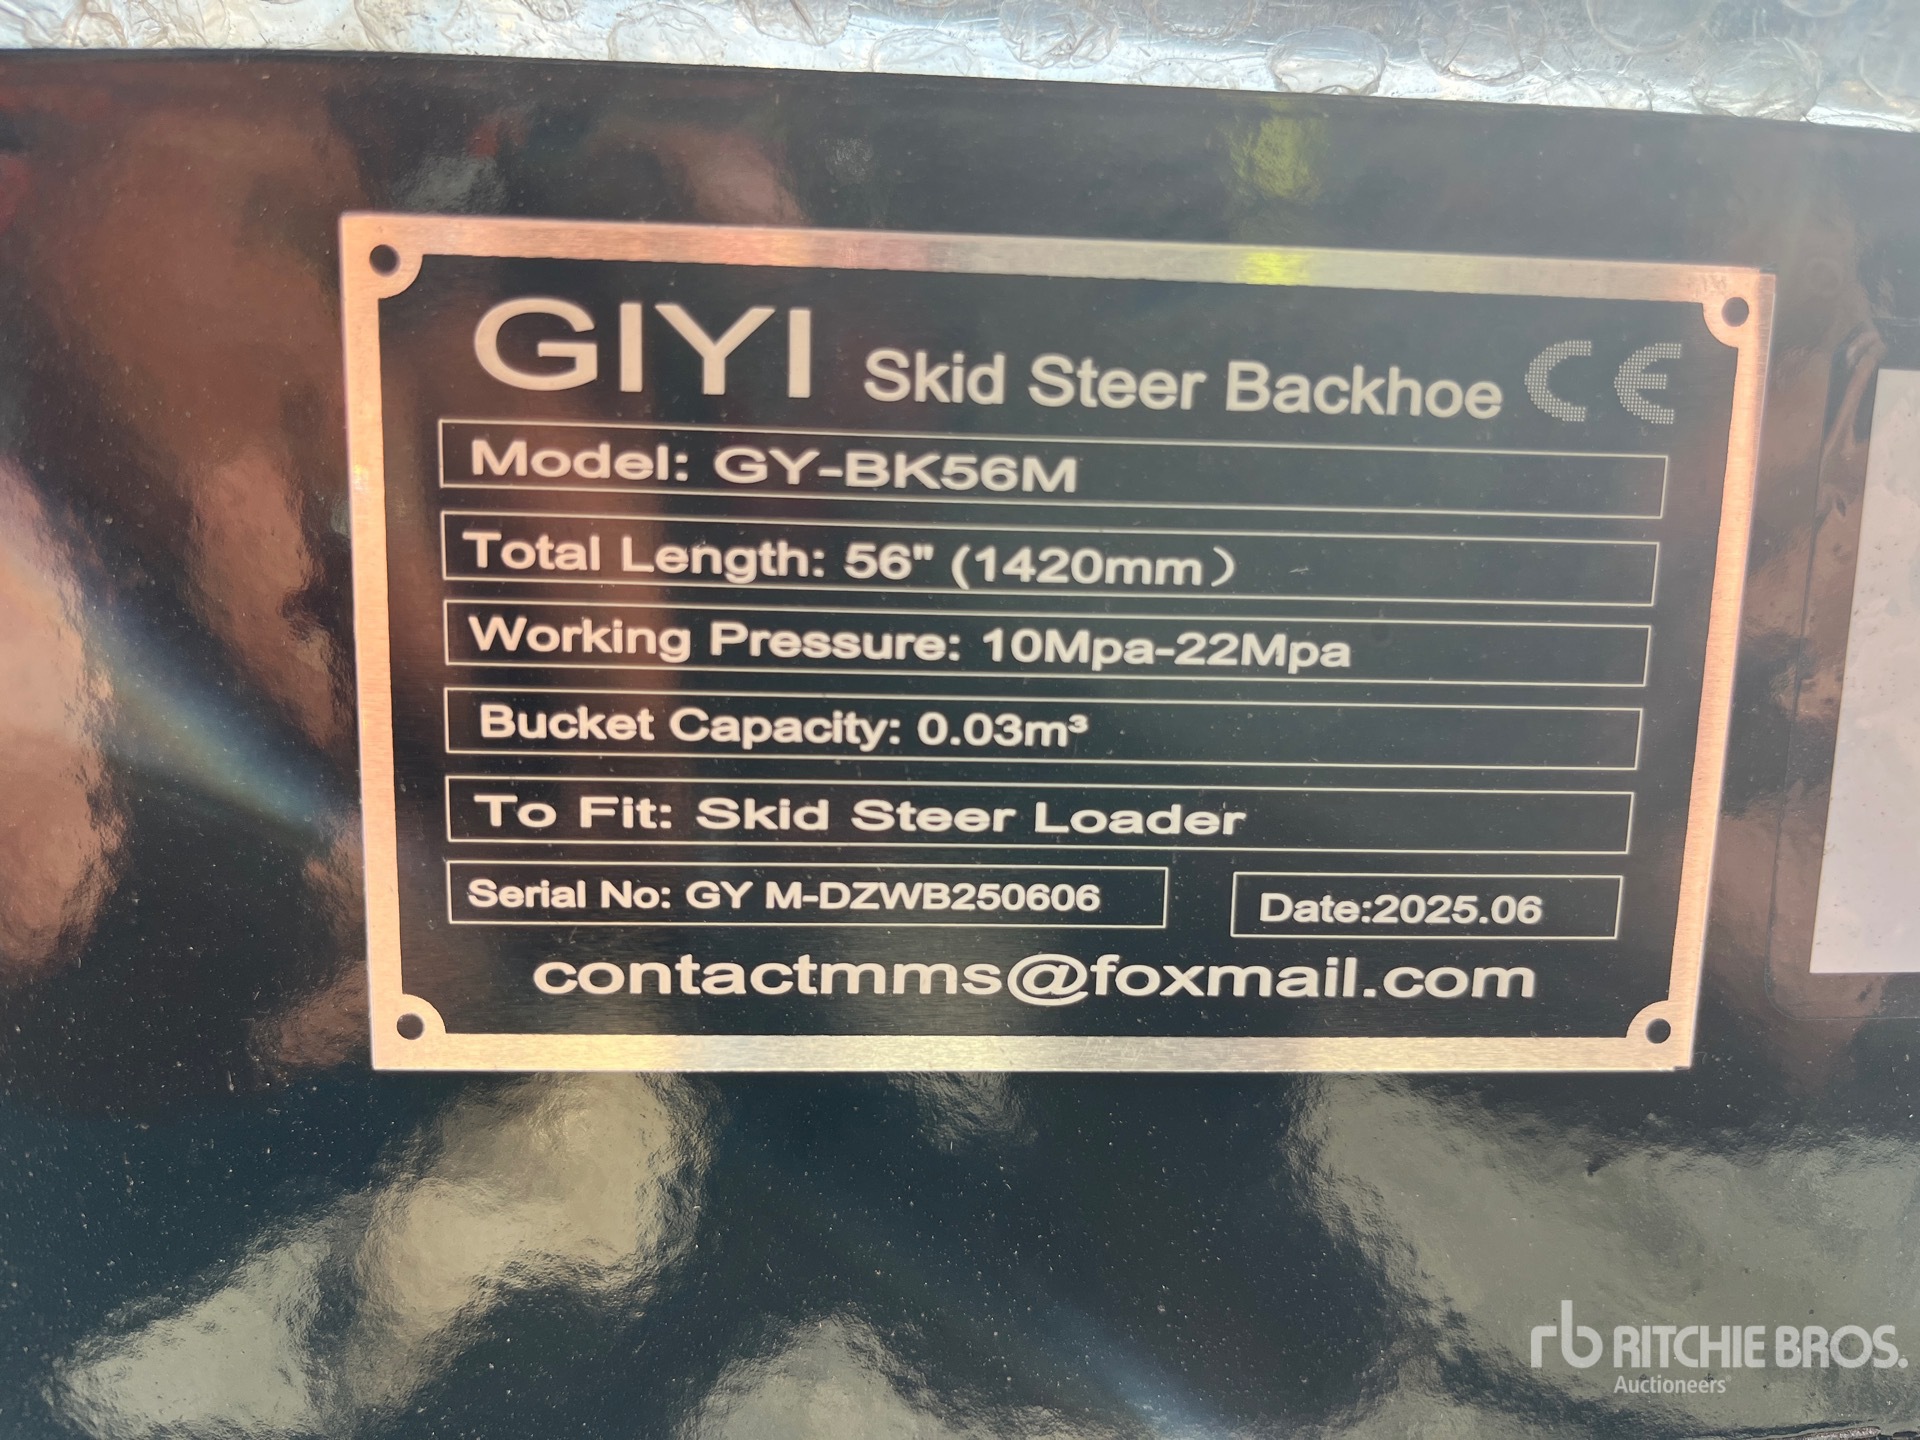 GIYI Skid Steer Backhoe CE
Model: GY-BK56M
Total Length: 56" (1420mm）
Working Pressure: 10Mpa-22Mpa
Bucket Capacity: 0.03m³
To Fit: Skid Steer Loader
Serial No: GY M-DZWB250606
Date:2025.06
contactmms@foxmail.com
rb RITCHIE BROS.
Auctioneers